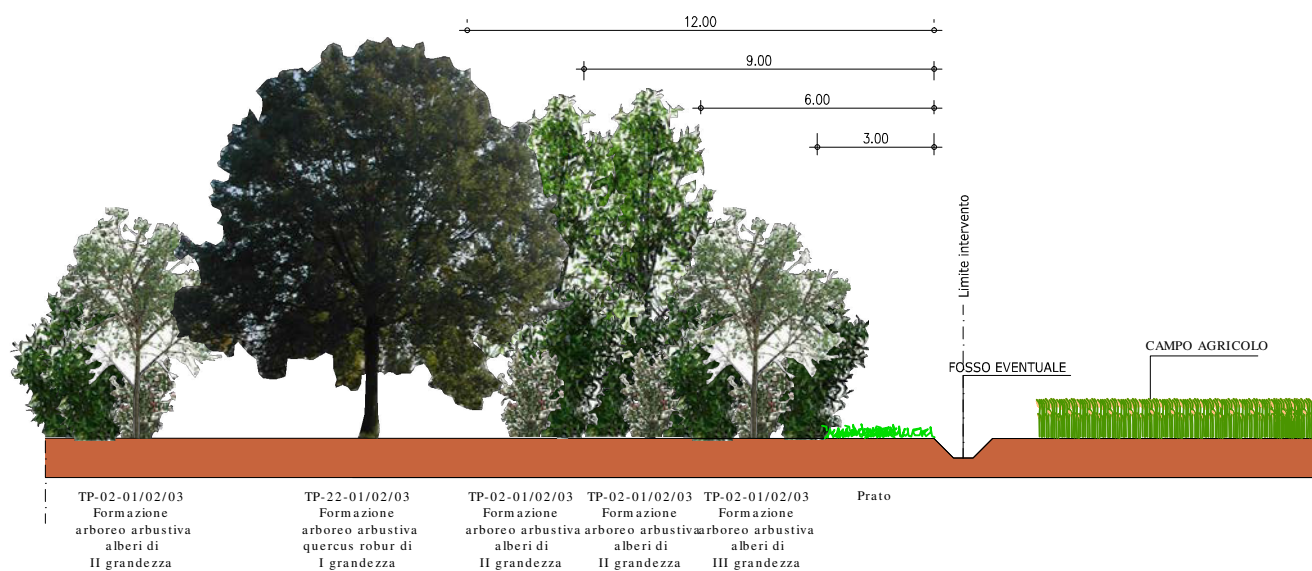 12.00
9.00
6.00
3.00
Limite intervento
CAMPO AGRICOLO
FOSSO EVENTUALE
TP-02-01/02/03
Formazione
arboreo arbustiva
alberi di
II grandezza
TP-22-01/02/03
Formazione
arboreo arbustiva
quercus robur di
I grandezza
TP-02-01/02/03
Formazione
arboreo arbustiva
alberi di
II grandezza
TP-02-01/02/03
Formazione
arboreo arbustiva
alberi di
II grandezza
TP-02-01/02/03
Formazione
arboreo arbustiva
alberi di
III grandezza
Prato